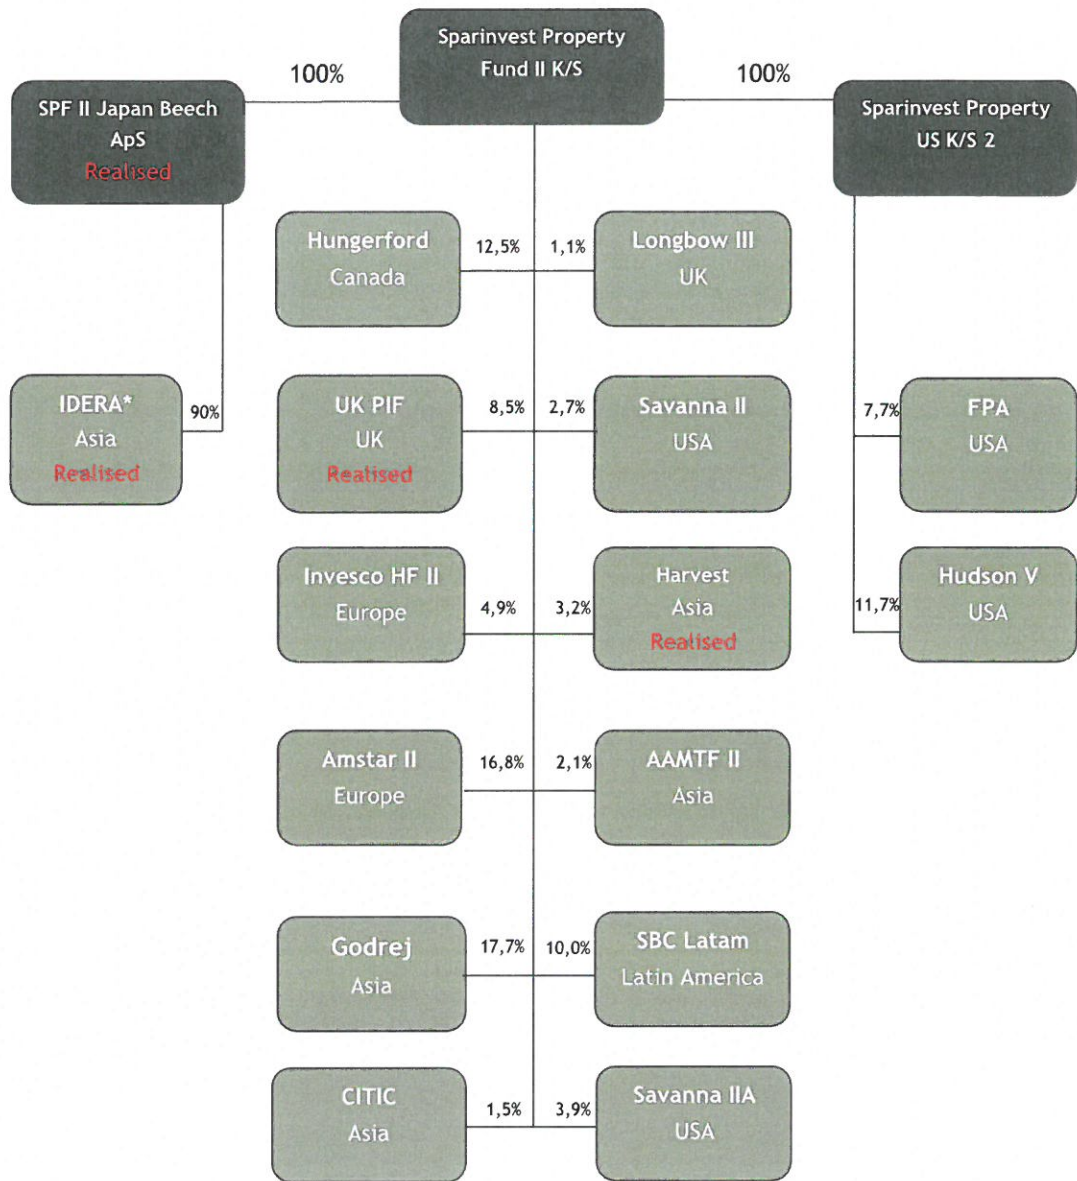 Sparinvest Property
Fund II K/S
100%
100%
SPF II Japan Beech
ApS
Realised
Sparinvest Property
US K/S 2
Hungerford
Canada
12,5%
1,1%
Longbow III
UK
IDERA*
Asia
Realised
90%
UK PIF
UK
Realised
8,5%
2,7%
Savanna II
USA
7,7%
FPA
USA
Invesco HF II
Europe
4,9%
3,2%
Harvest
Asia
Realised
11,7%
Hudson V
USA
Amstar II
Europe
16,8%
2,1%
AAMTF II
Asia
Godrej
Asia
17,7%
10,0%
SBC Latam
Latin America
CITIC
Asia
1,5%
3,9%
Savanna IIA
USA